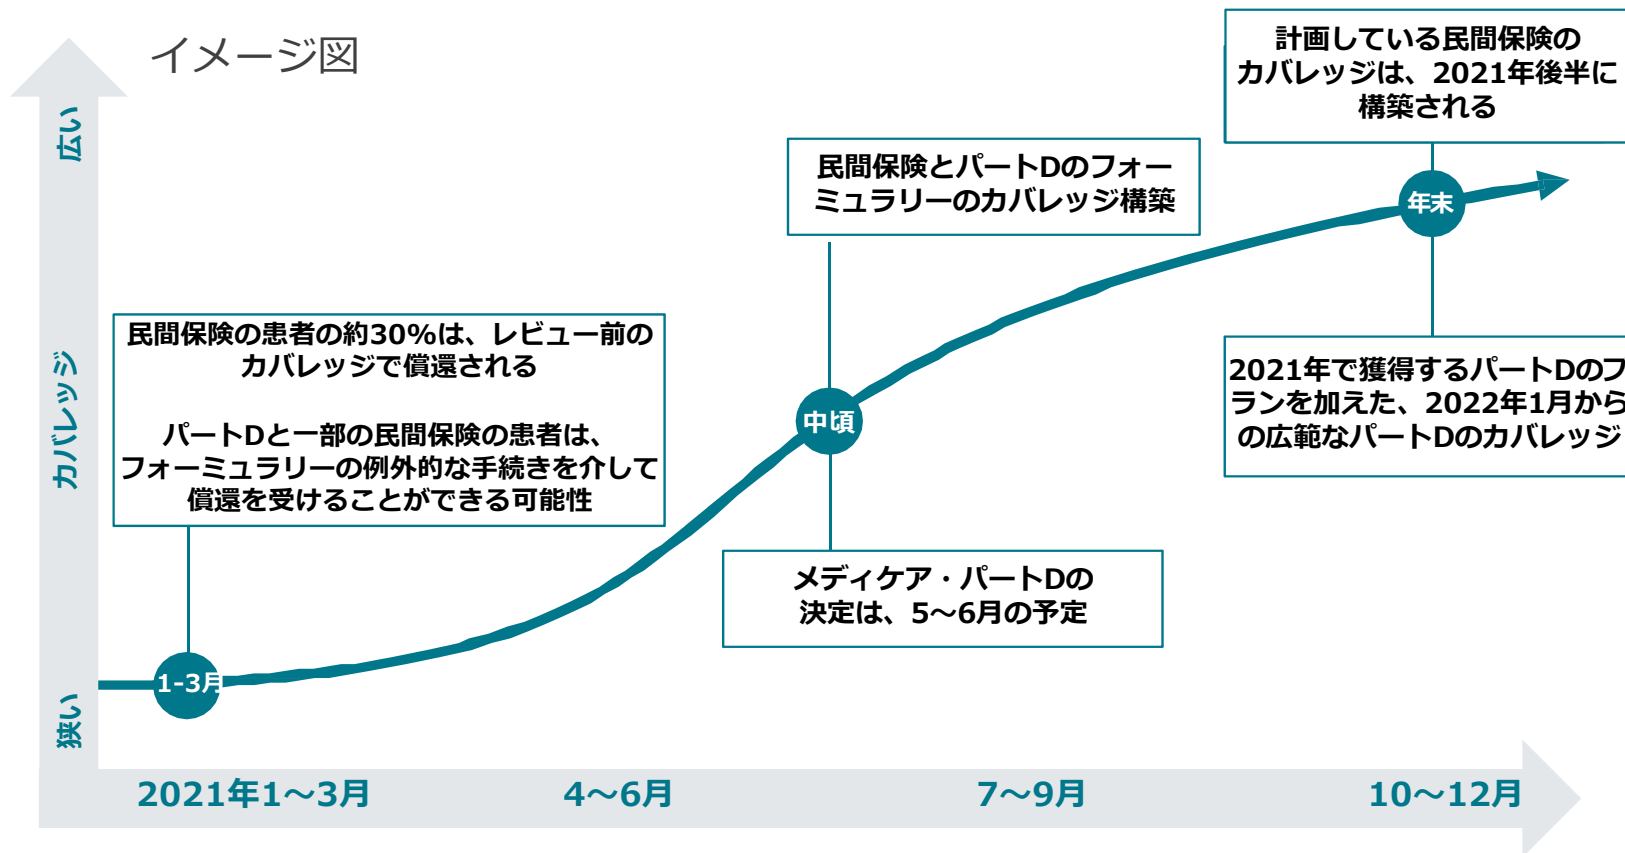 イメージ図
計画している民間保険の
カバレッジは、2021年後半に
構築される
広い
民間保険とパートDのフォー
ミュラリーのカバレッジ構築
年末
民間保険の患者の約30%は、レビュー前の
カバレッジで償還される
パートDと一部の民間保険の患者は、
フォーミュラリーの例外的な手続きを介して
償還を受けることができる可能性
カバレッジ
中頃
2021年で獲得するパートDのプ
ランを加えた、2022年1月から
の広範なパートDのカバレッジ
メディケア・パートDの
決定は、5～6月の予定
1-3月
狭い
2021年1～3月
4～6月
7～9月
10～12月